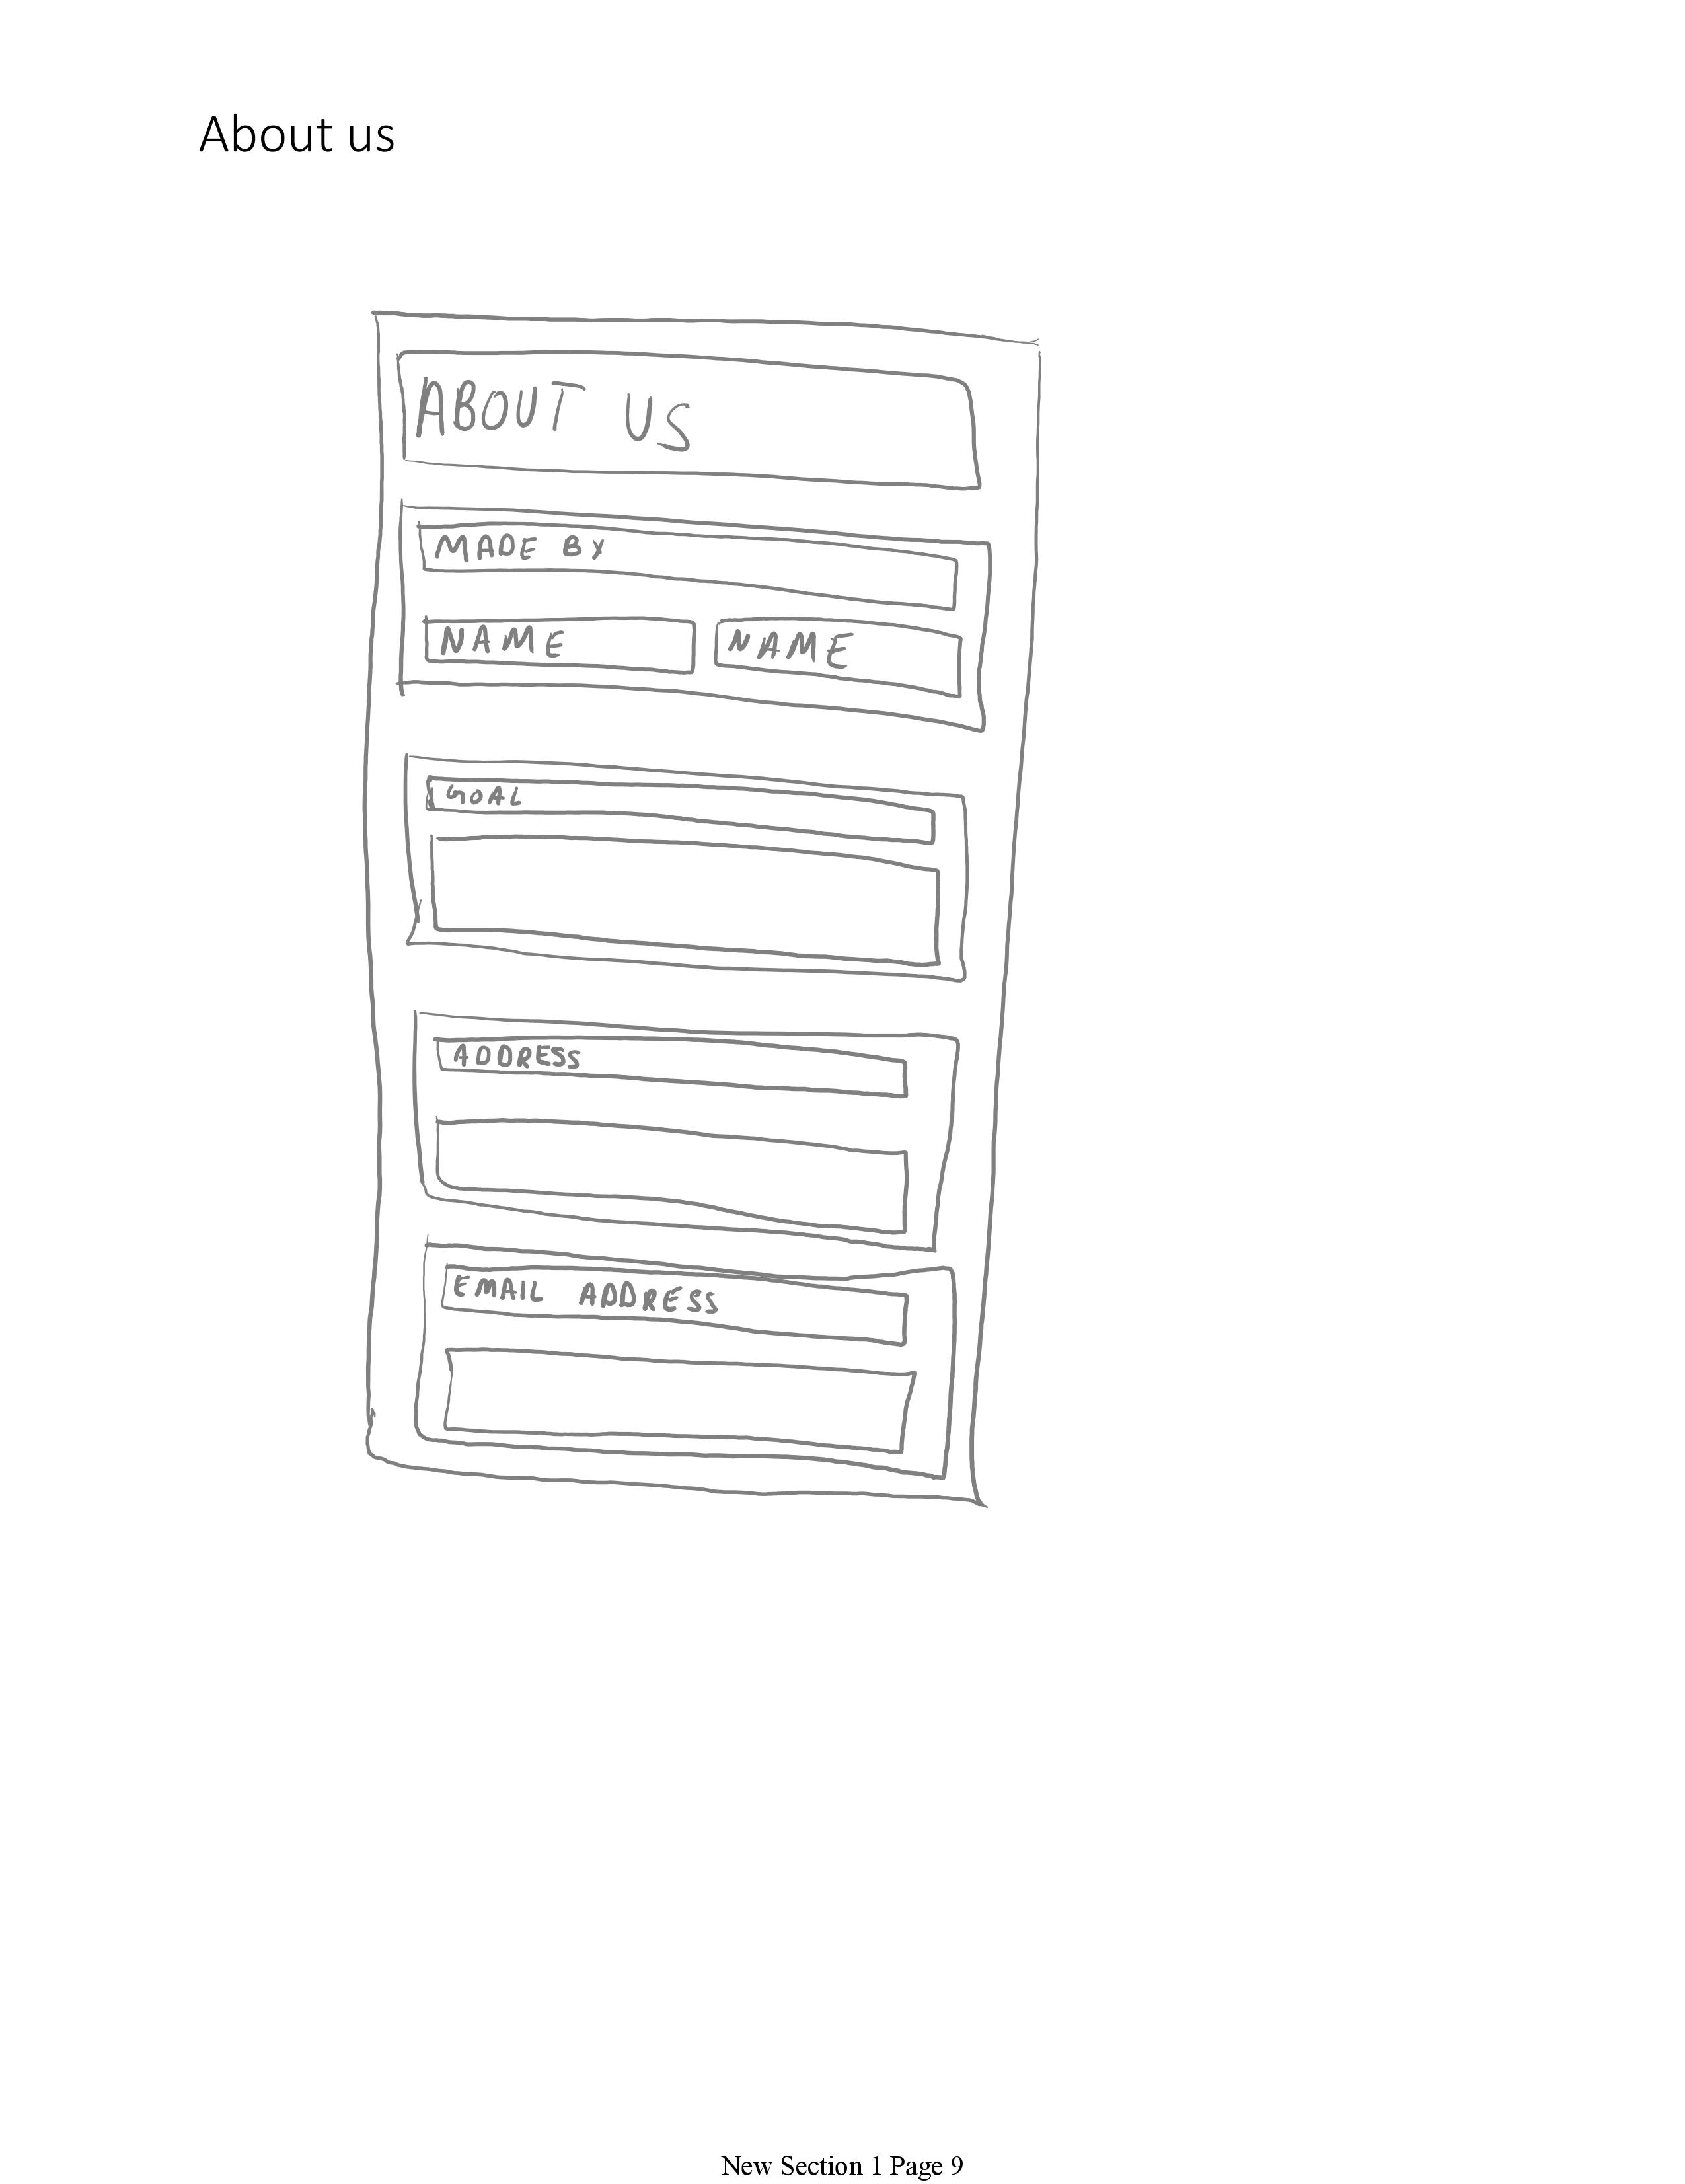 About us
ABOUT US
MADE BY
NAME NAME
GOAL
ADDRESS
EMAIL ADDRESS
New Section 1 Page 9